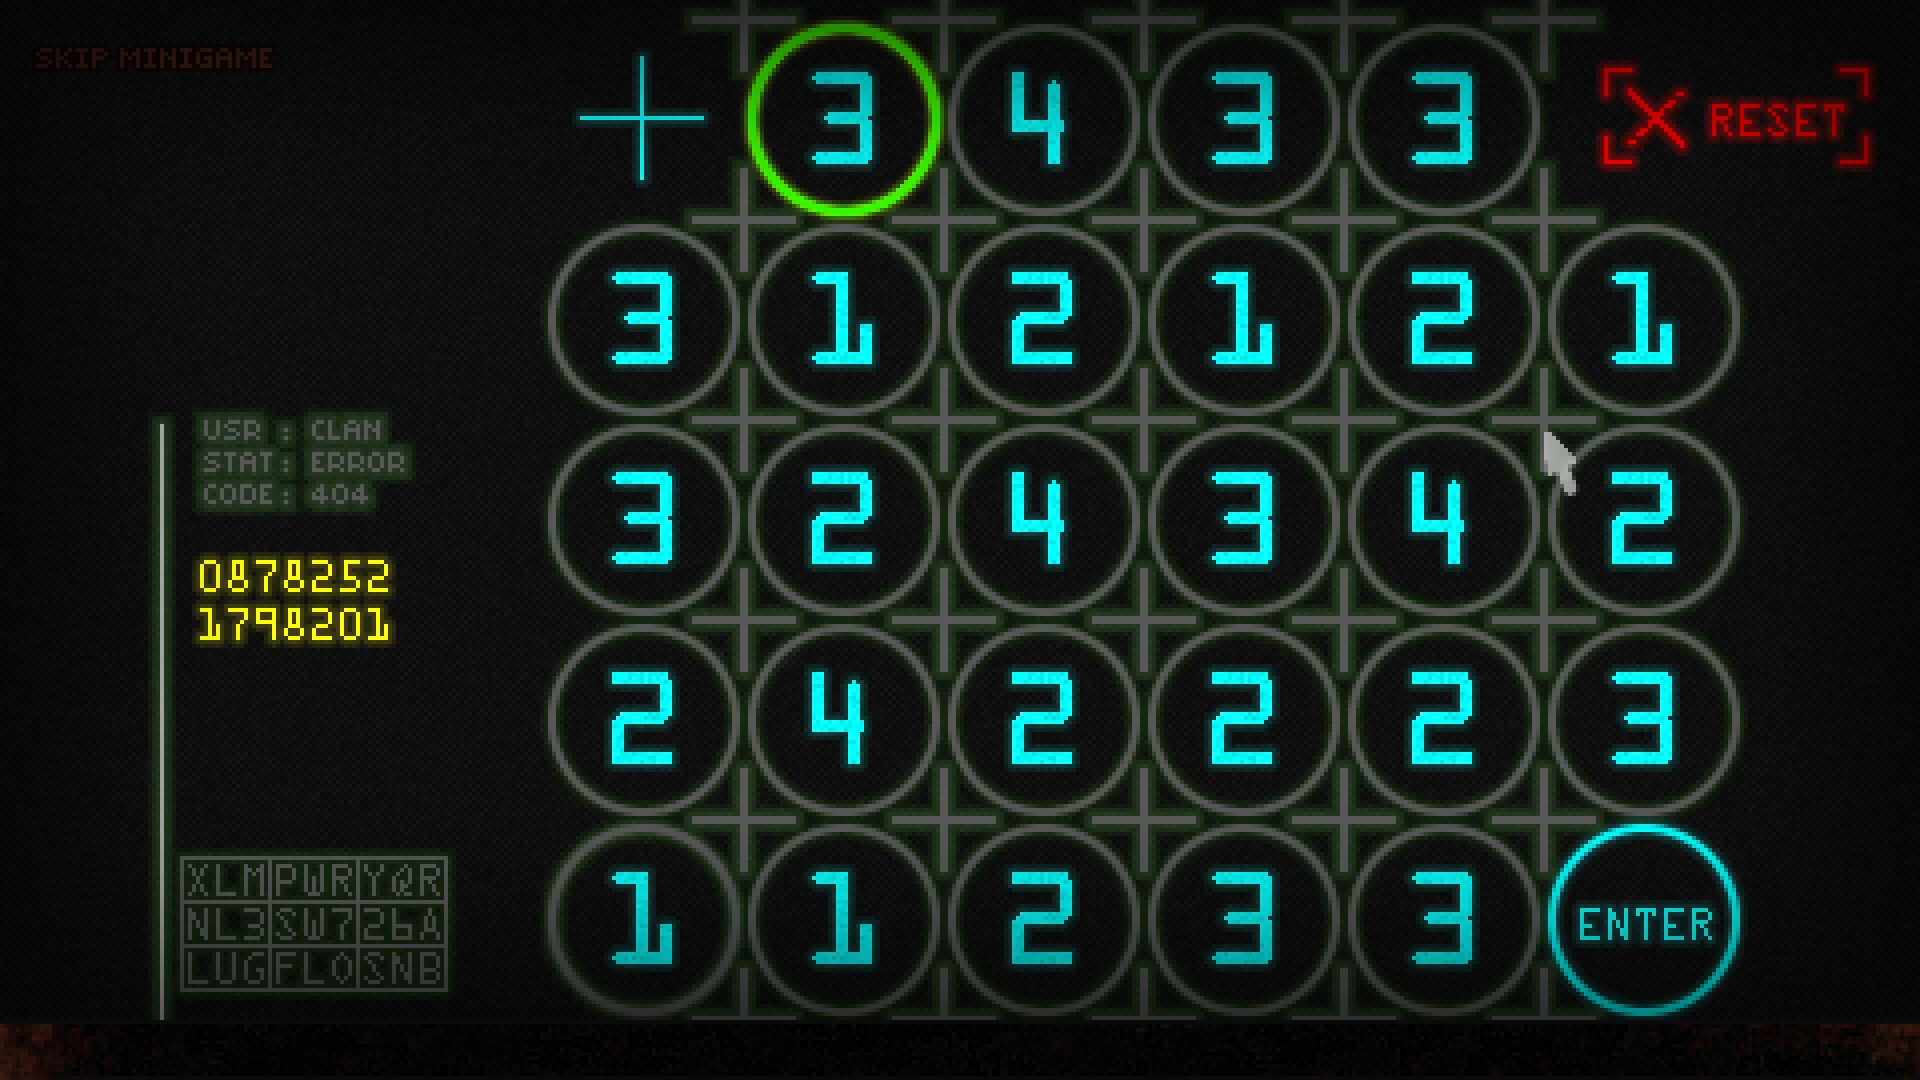 SKIP MINIGAME
3 4 3 3
X RESET
3 1 2 1 2 1
USR : CLAN
STAT: ERROR
CODE: 404
3 2 4 3 4 2
0878252
1798201
2 4 2 2 2 3
XLM PWR Y@R
NL3 SW7 26A
LUG FLO SNB
1 1 2 3 3 ENTER